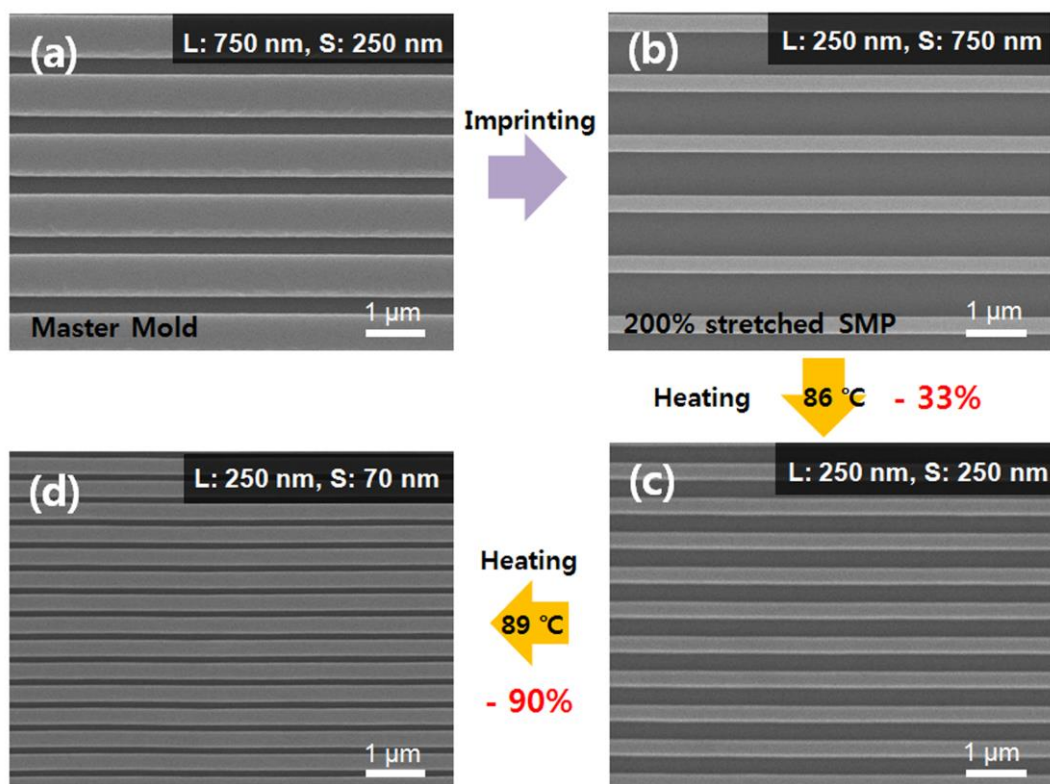 (a)
L: 750 nm, S: 250 nm
Master Mold
1 μm
Imprinting
(b)
L: 250 nm, S: 750 nm
200% stretched SMP
1 μm
Heating
86 ℃
- 33%
(c)
L: 250 nm, S: 250 nm
1 μm
Heating
89 ℃
- 90%
(d)
L: 250 nm, S: 70 nm
1 μm